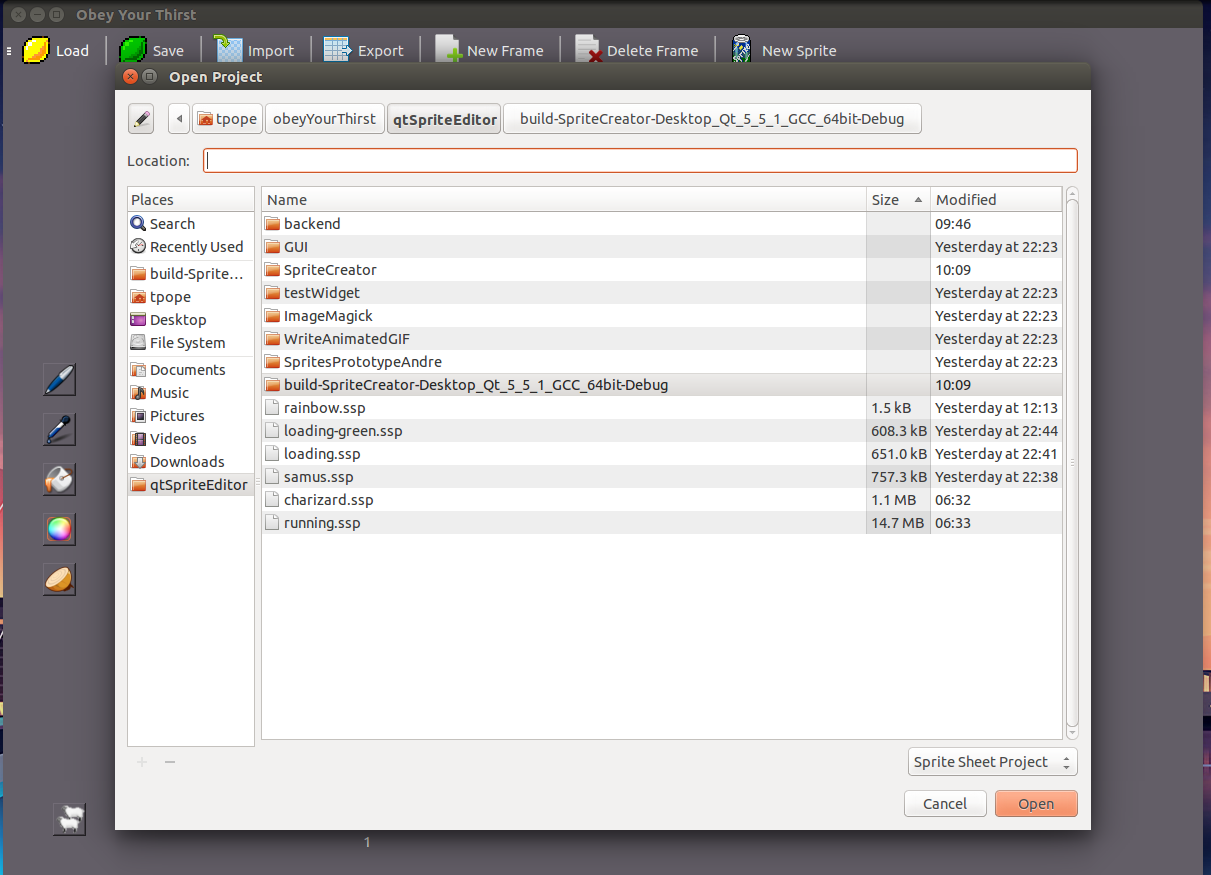 Obey Your Thirst
Load Save Import Export New Frame Delete Frame New Sprite
Open Project
tpope obeyYourThirst qtSpriteEditor build-SpriteCreator-Desktop_Qt_5_5_1_GCC_64bit-Debug
Location:
Places
Search
Recently Used
build-Sprite...
tpope
Desktop
File System
Documents
Music
Pictures
Videos
Downloads
qtSpriteEditor
Name Size Modified
backend 09:46
GUI Yesterday at 22:23
SpriteCreator 10:09
testWidget Yesterday at 22:23
ImageMagick Yesterday at 22:23
WriteAnimatedGIF Yesterday at 22:23
SpritesPrototypeAndre Yesterday at 22:23
build-SpriteCreator-Desktop_Qt_5_5_1_GCC_64bit-Debug 10:09
rainbow.ssp 1.5 kB Yesterday at 12:13
loading-green.ssp 608.3 kB Yesterday at 22:44
loading.ssp 651.0 kB Yesterday at 22:41
samus.ssp 757.3 kB Yesterday at 22:38
charizard.ssp 1.1 MB 06:32
running.ssp 14.7 MB 06:33
Sprite Sheet Project
Cancel Open
1